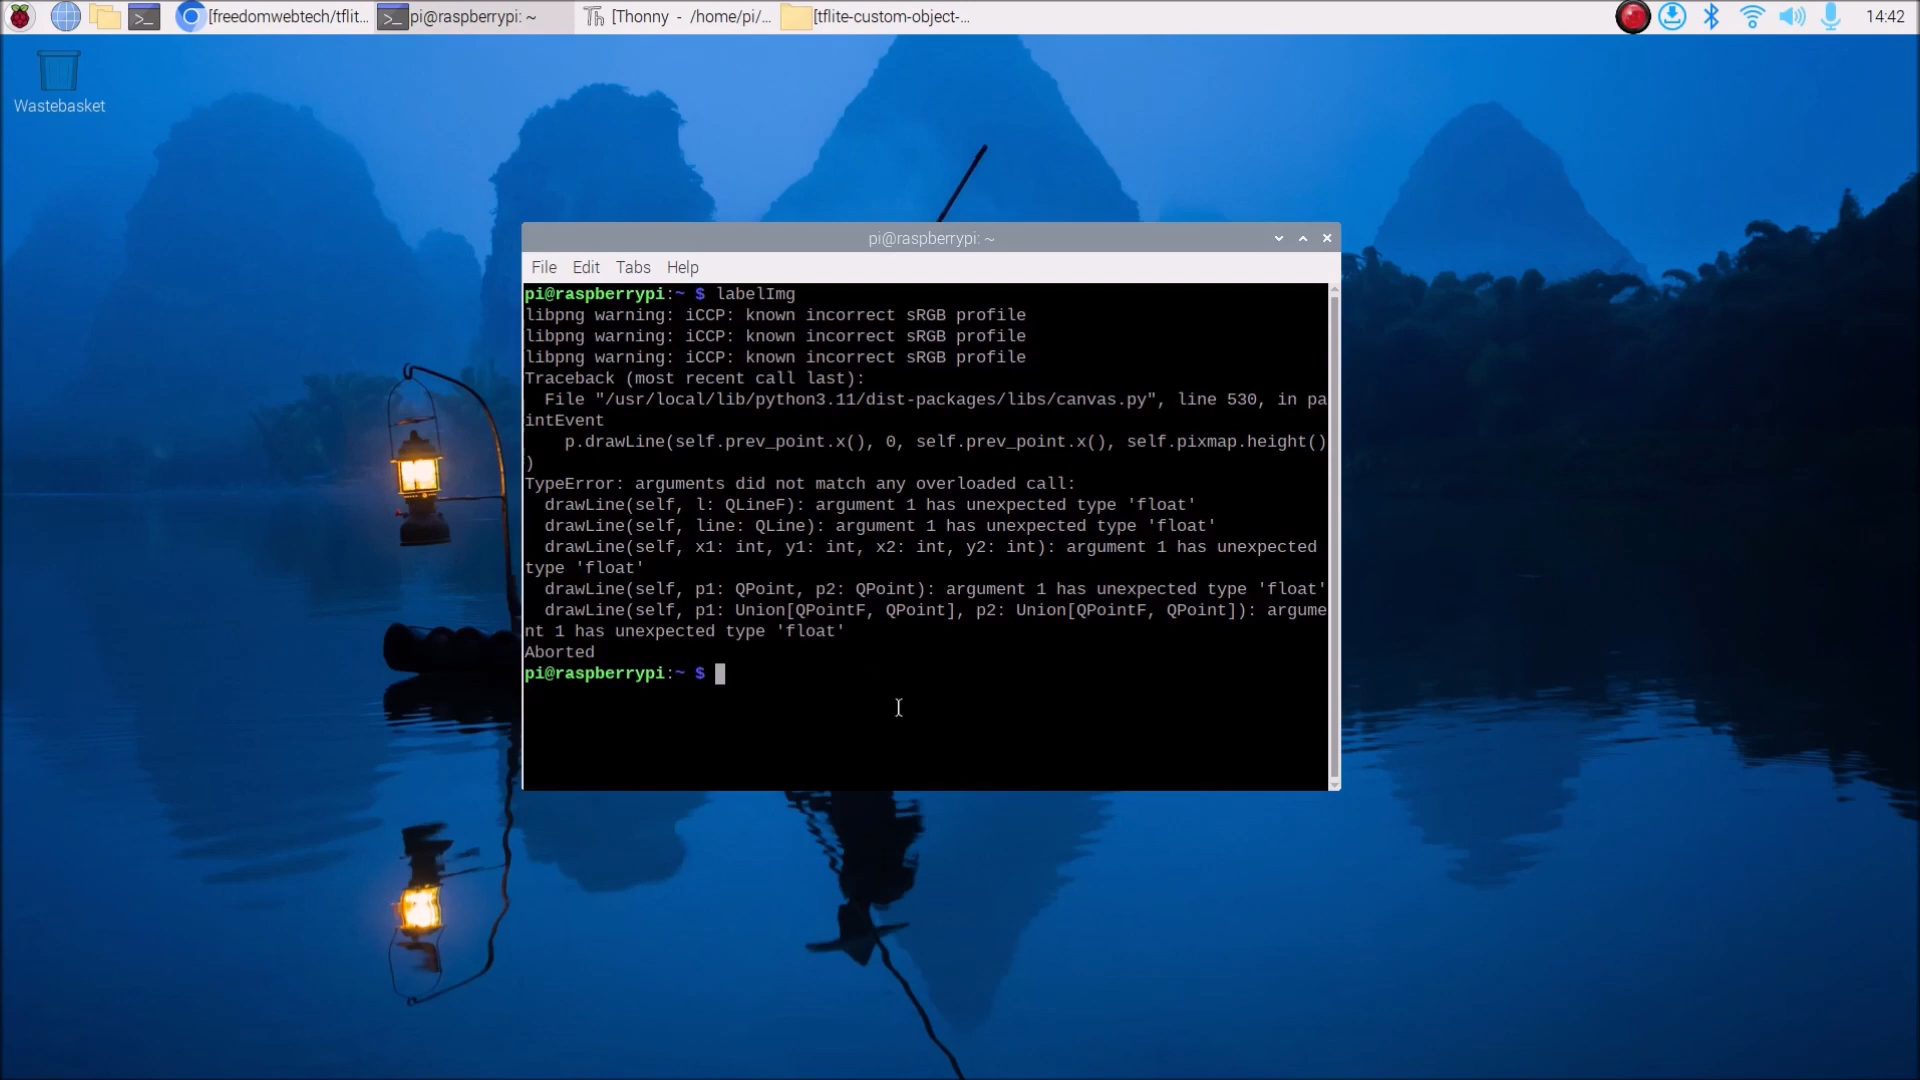 [freedomwebtech/tflit...
pi@raspberrypi: ~
Th [Thonny - /home/pi/...
[tflite-custom-object-...
14:42
Wastebasket
pi@raspberrypi: ~
File Edit Tabs Help
pi@raspberrypi:~ $ labelImg
libpng warning: iCCP: known incorrect sRGB profile
libpng warning: iCCP: known incorrect sRGB profile
libpng warning: iCCP: known incorrect sRGB profile
Traceback (most recent call last):
File "/usr/local/lib/python3.11/dist-packages/libs/canvas.py", line 530, in pa
intEvent
p.drawLine(self.prev_point.x(), 0, self.prev_point.x(), self.pixmap.height()
)
TypeError: arguments did not match any overloaded call:
drawLine(self, l: QLineF): argument 1 has unexpected type 'float'
drawLine(self, line: QLine): argument 1 has unexpected type 'float'
drawLine(self, x1: int, y1: int, x2: int, y2: int): argument 1 has unexpected
type 'float'
drawLine(self, p1: QPoint, p2: QPoint): argument 1 has unexpected type 'float'
drawLine(self, p1: Union[QPointF, QPoint], p2: Union[QPointF, QPoint]): argume
nt 1 has unexpected type 'float'
Aborted
pi@raspberrypi:~ $